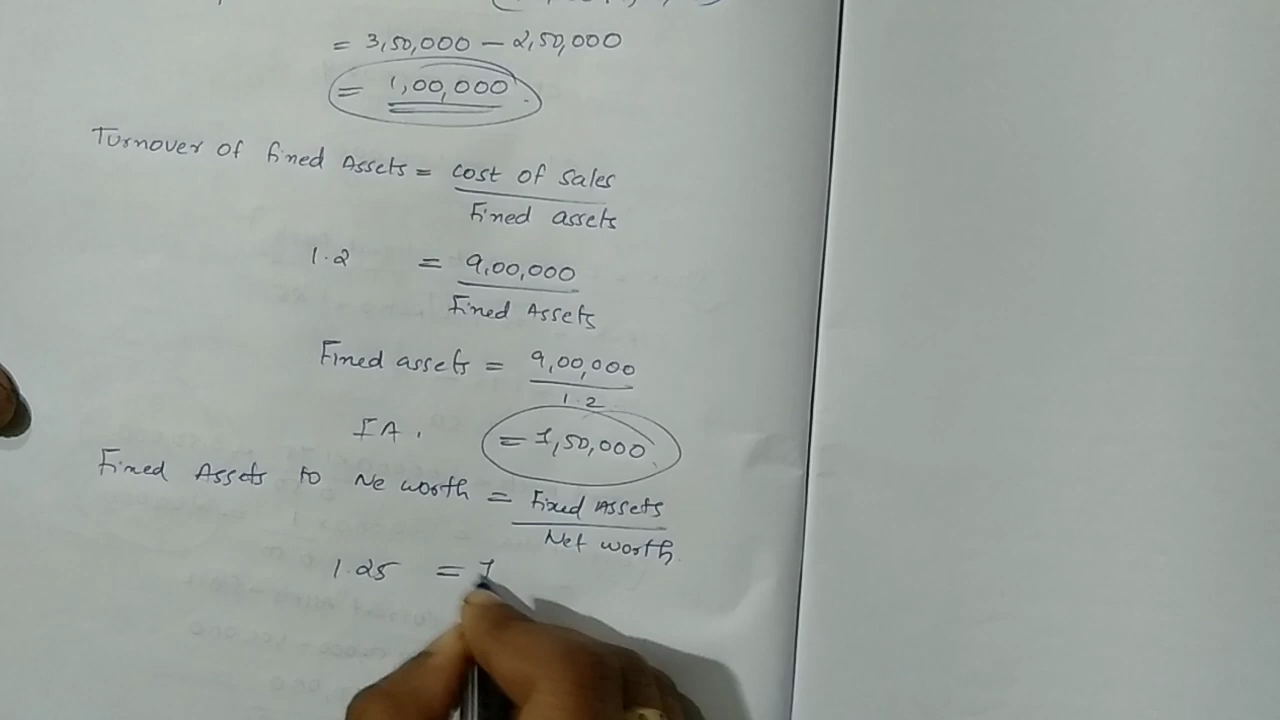 = 3,50,000 — 2,50,000
= 1,00,000
Turnover of fixed Assets = cost of sales
Fixed assets
1.2 = 9,00,000
Fixed Assets
Fixed assets = 9,00,000
1.2
FA. = 7,50,000
Fixed Assets to Ne worth = Fixed Assets
Net worth
1.25 = 7